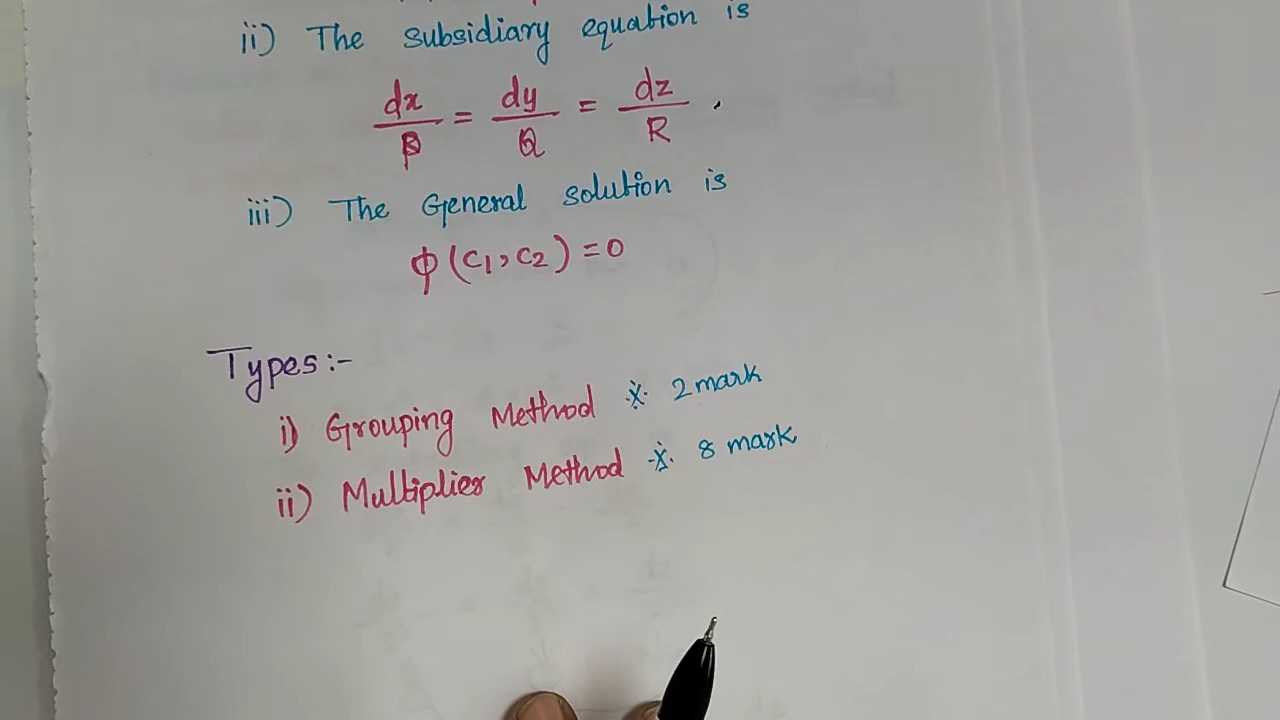 ii) The subsidiary equation is
dx/P = dy/Q = dz/R .
iii) The General solution is
ϕ(c1, c2) = 0
Types:-
i) Grouping Method ※ 2 mark
ii) Multiplier Method ※ 8 mark